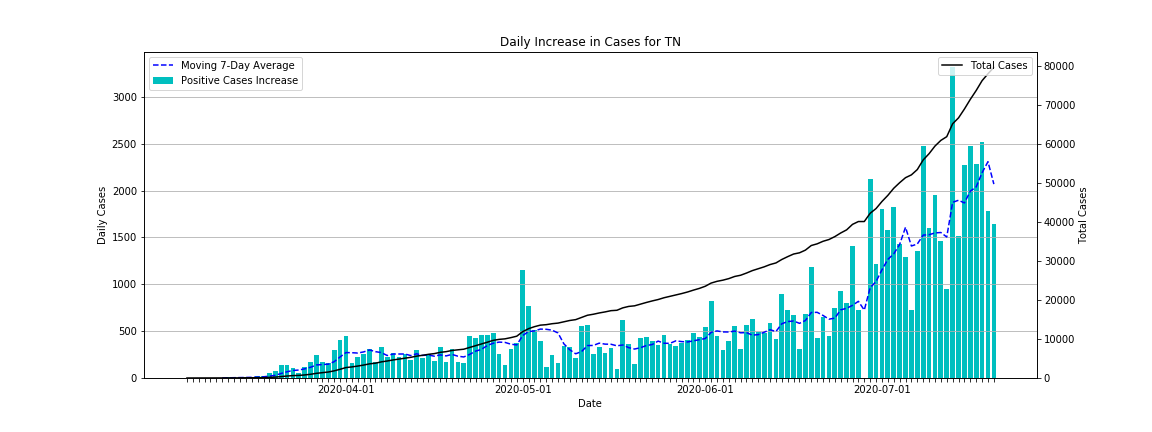 Daily Increase in Cases for TN
Moving 7-Day Average
Positive Cases Increase
Total Cases
3000
2500
2000
1500
1000
500
0
Daily Cases
80000
70000
60000
50000
40000
30000
20000
10000
0
Total Cases
2020-04-01
2020-05-01
2020-06-01
2020-07-01
Date